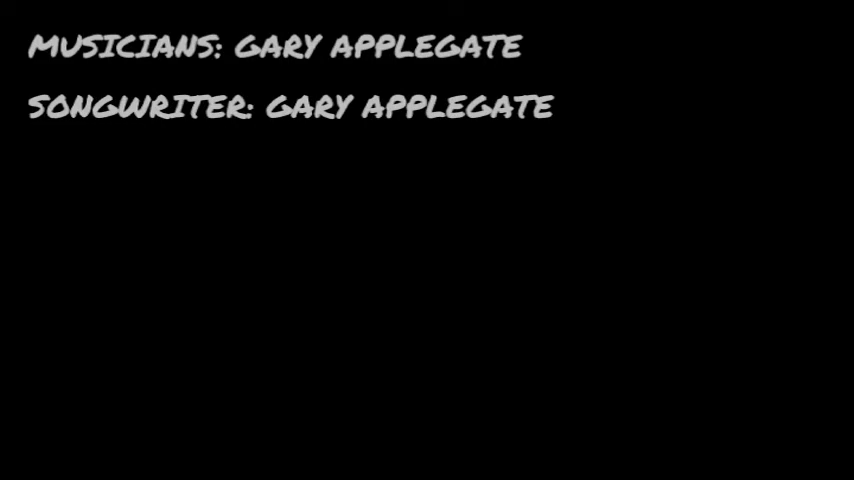 MUSICIANS: GARY APPLEGATE
SONGWRITER: GARY APPLEGATE